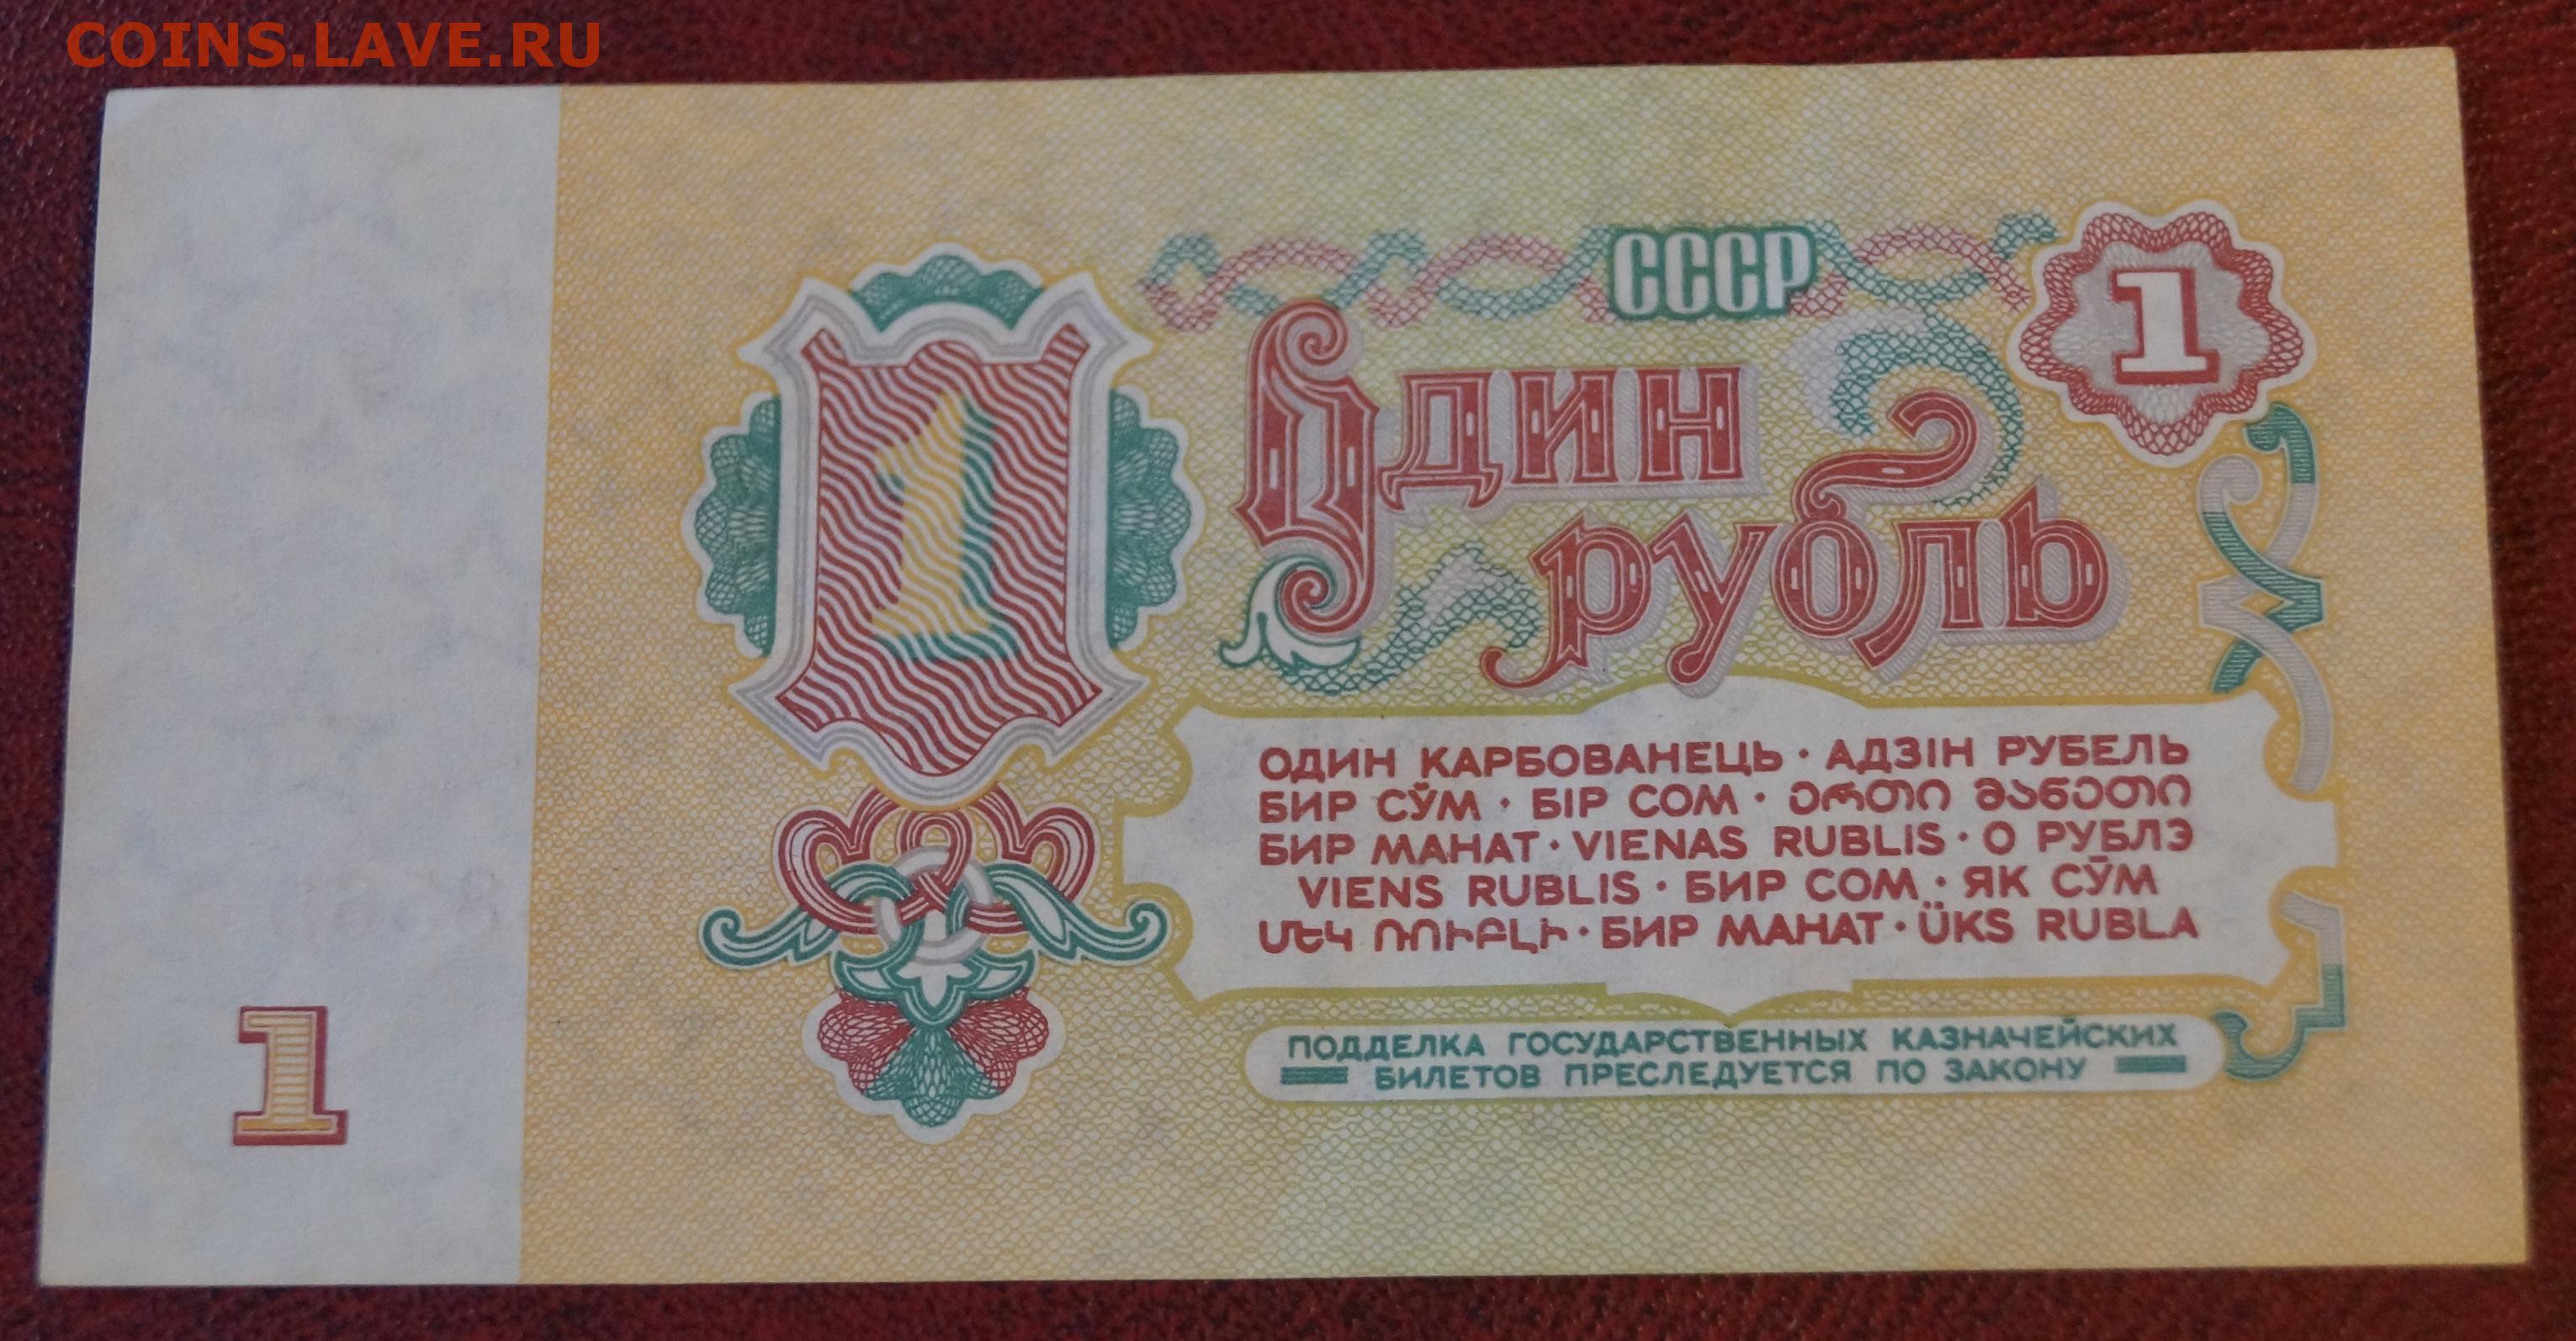 COINS.LAVE.RU
СССР
1
Один
рубль
1
ОДИН КАРБОВАНЕЦЬ · АДЗІН РУБЕЛЬ
БИР СЎМ · БІР СОМ · ერთი მანეთი
БИР МАНАТ · VIENAS RUBLIS · О РУБЛЭ
VIENS RUBLIS · БИР СОМ · ЯК СӮМ
ՄԵԿ ՌՈՒԲԼԻ · БИР МАНАТ · ÜKS RUBLA
ПОДДЕЛКА ГОСУДАРСТВЕННЫХ КАЗНАЧЕЙСКИХ
БИЛЕТОВ ПРЕСЛЕДУЕТСЯ ПО ЗАКОНУ
1